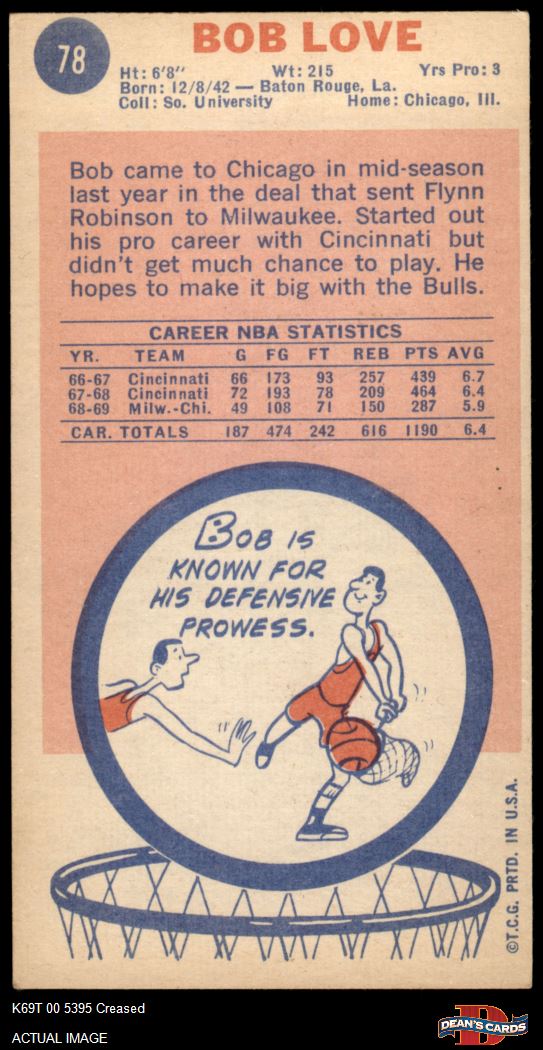 78
BOB LOVE
Ht: 6'8" Wt: 215 Yrs Pro: 3
Born: 12/8/42 — Baton Rouge, La.
Coll: So. University Home: Chicago, Ill.
Bob came to Chicago in mid-season
last year in the deal that sent Flynn
Robinson to Milwaukee. Started out
his pro career with Cincinnati but
didn't get much chance to play. He
hopes to make it big with the Bulls.
CAREER NBA STATISTICS
YR. TEAM G FG FT REB PTS AVG
66-67 Cincinnati 66 173 93 257 439 6.7
67-68 Cincinnati 72 193 78 209 464 6.4
68-69 Milw.-Chi. 49 108 71 150 287 5.9
CAR. TOTALS 187 474 242 616 1190 6.4
BOB IS
KNOWN FOR
HIS DEFENSIVE
PROWESS.
©T.C.G. PRTD. IN U.S.A.
K69T 00 5395 Creased
ACTUAL IMAGE
D
DEAN'S CARDS